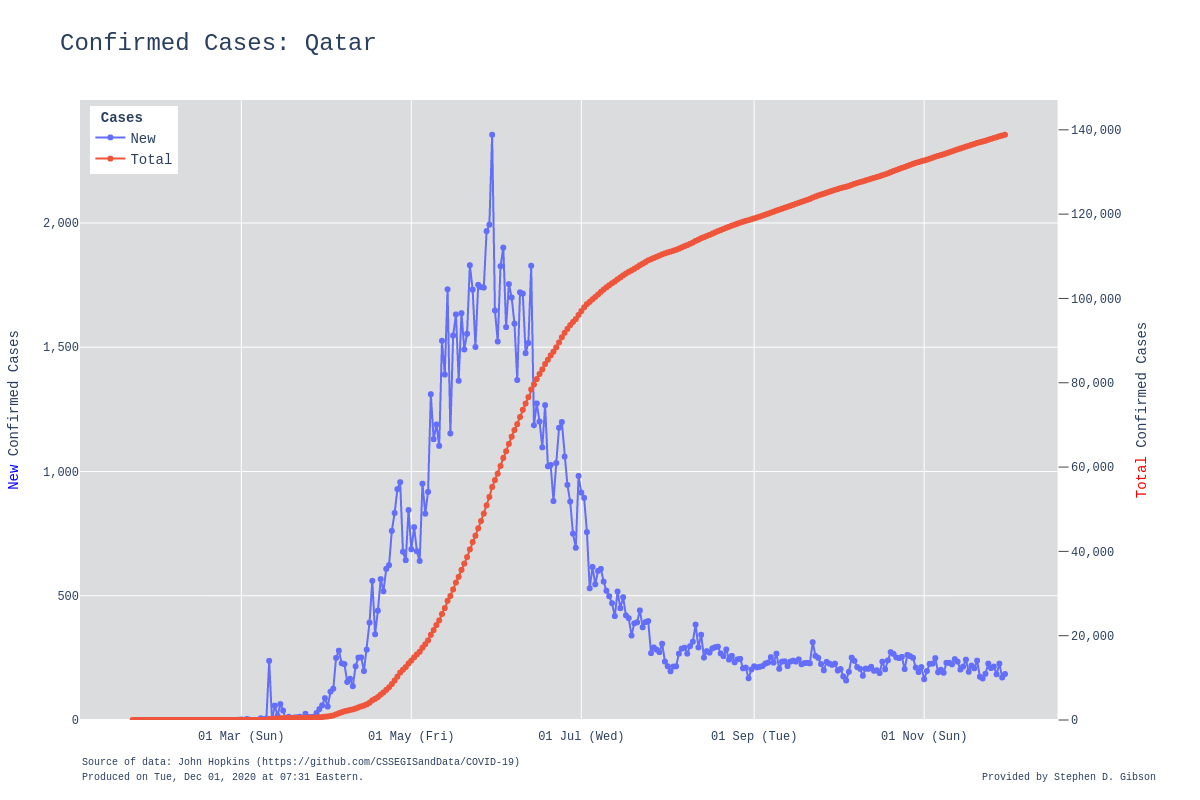 Confirmed Cases: Qatar
Cases
New
Total
2,000
1,500
1,000
500
0
New Confirmed Cases
140,000
120,000
100,000
80,000
60,000
40,000
20,000
0
Total Confirmed Cases
01 Mar (Sun)
01 May (Fri)
01 Jul (Wed)
01 Sep (Tue)
01 Nov (Sun)
Source of data: John Hopkins (https://github.com/CSSEGISandData/COVID-19)
Produced on Tue, Dec 01, 2020 at 07:31 Eastern.
Provided by Stephen D. Gibson